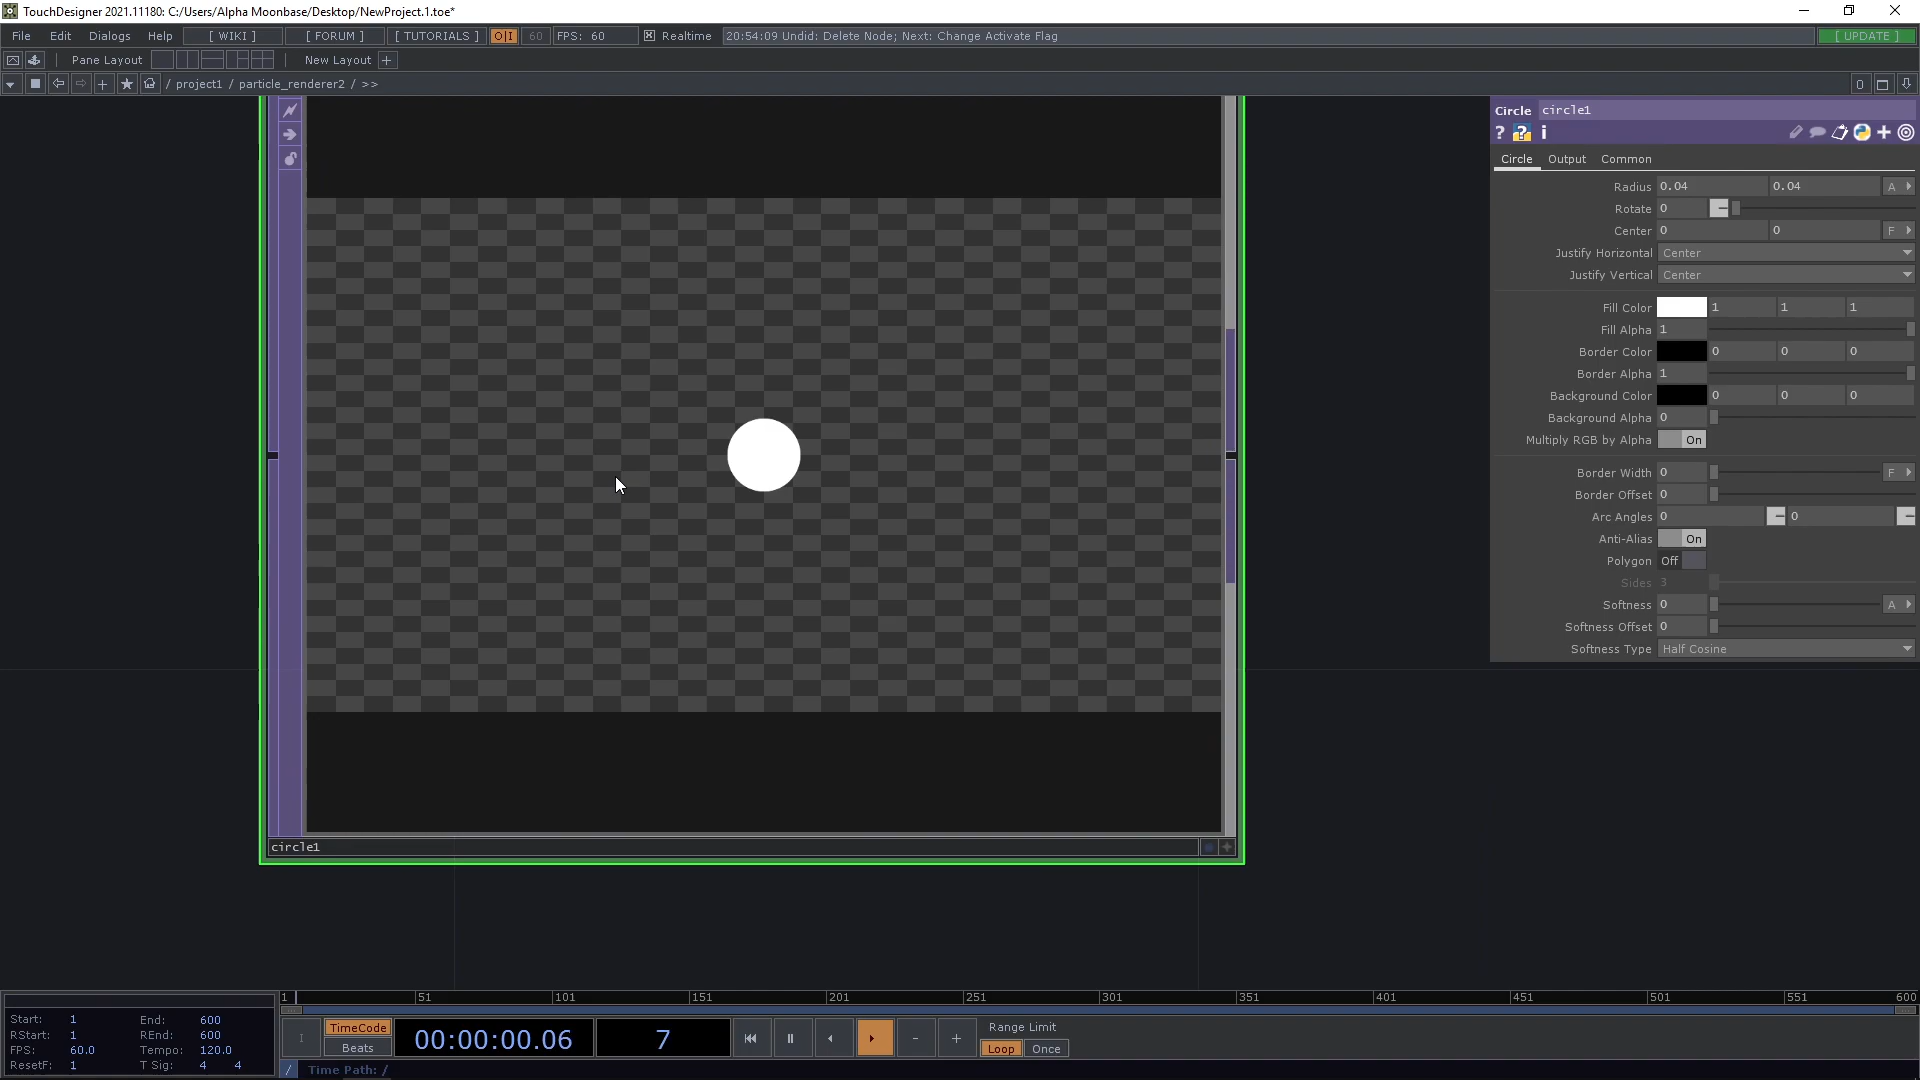 TouchDesigner 2021.11180: C:/Users/Alpha Moonbase/Desktop/NewProject.1.toe*
File Edit Dialogs Help [ WIKI ] [ FORUM ] [ TUTORIALS ] O|I 60 FPS: 60 Realtime 20:54:09 Undid: Delete Node; Next: Change Activate Flag [ UPDATE ]
Pane Layout New Layout +
/ project1 / particle_renderer2 / >> 0
Circle circle1
? ? i
Circle Output Common
Radius 0.04 0.04 A
Rotate 0
Center 0 0 F
Justify Horizontal Center
Justify Vertical Center
Fill Color 1 1 1
Fill Alpha 1
Border Color 0 0 0
Border Alpha 1
Background Color 0 0 0
Background Alpha 0
Multiply RGB by Alpha On
Border Width 0 F
Border Offset 0
Arc Angles 0 0
Anti-Alias On
Polygon Off
Sides 3
Softness 0 A
Softness Offset 0
Softness Type Half Cosine
circle1
1 51 101 151 201 251 301 351 401 451 501 551 600
Start: 1 End: 600
RStart: 1 REnd: 600
FPS: 60.0 Tempo: 120.0
ResetF: 1 T Sig: 4 4
I TimeCode Beats 00:00:00.06 7 - + Range Limit
Loop Once
/ Time Path: /